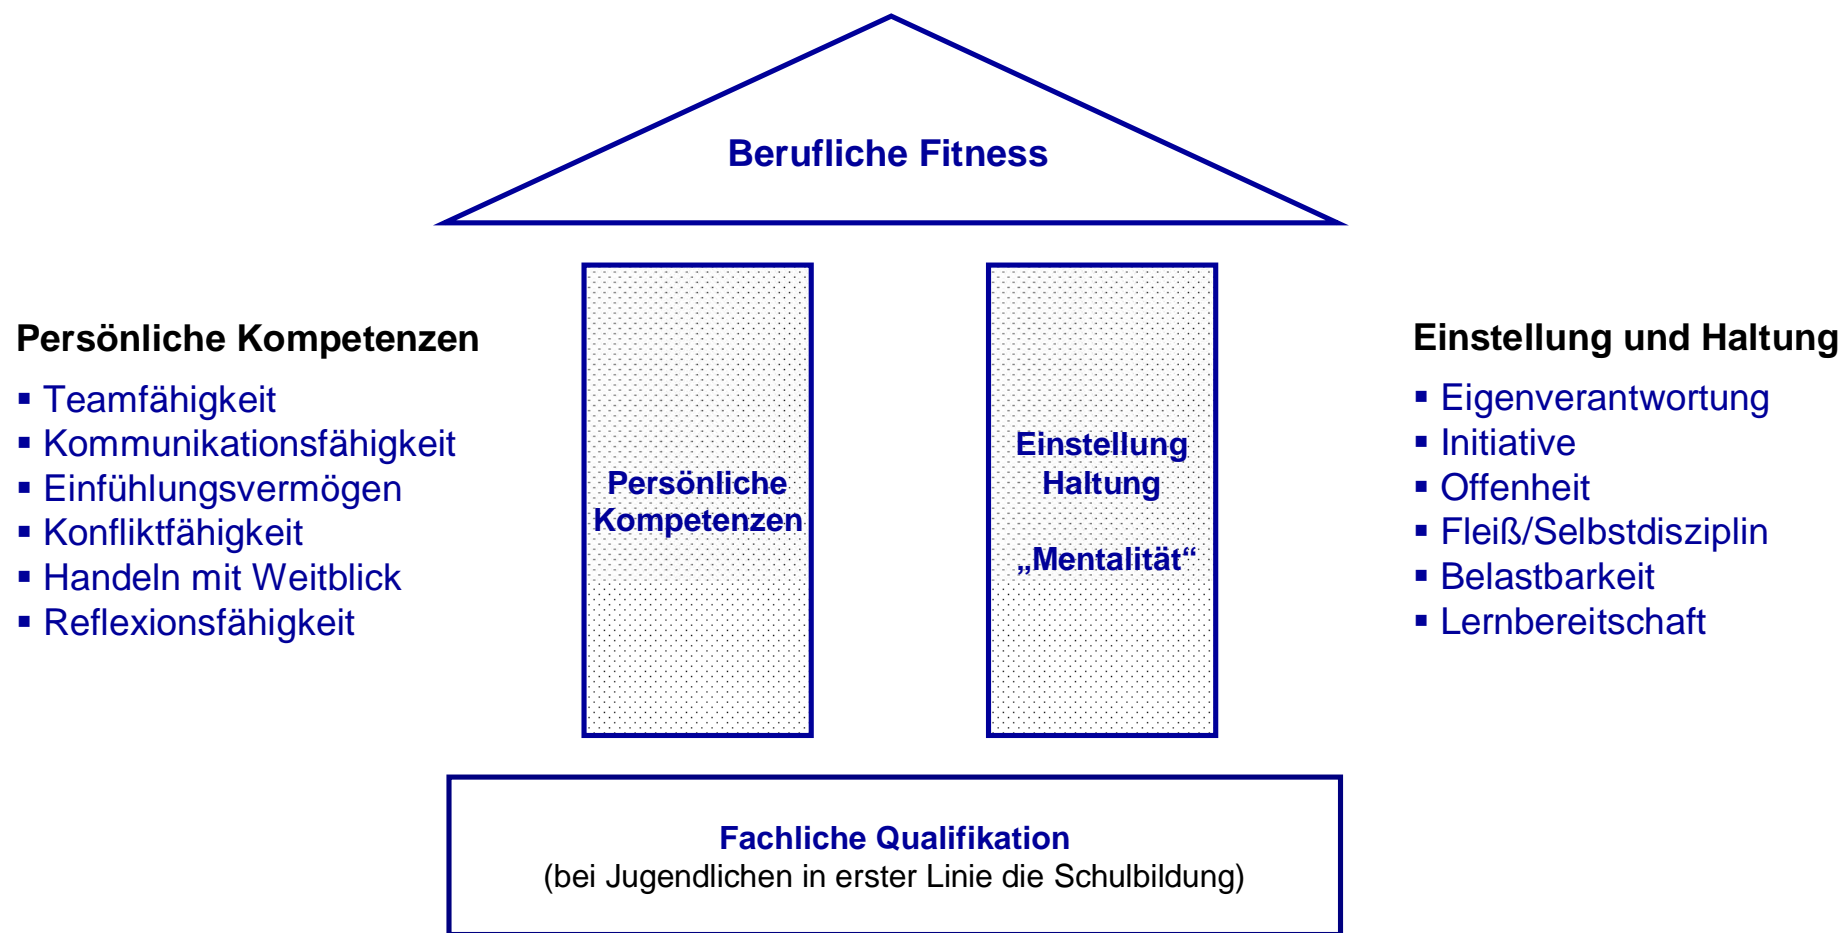 Berufliche Fitness
Persönliche Kompetenzen
▪ Teamfähigkeit
▪ Kommunikationsfähigkeit
▪ Einfühlungsvermögen
▪ Konfliktfähigkeit
▪ Handeln mit Weitblick
▪ Reflexionsfähigkeit
Persönliche
Kompetenzen
Einstellung
Haltung
„Mentalität“
Einstellung und Haltung
▪ Eigenverantwortung
▪ Initiative
▪ Offenheit
▪ Fleiß/Selbstdisziplin
▪ Belastbarkeit
▪ Lernbereitschaft
Fachliche Qualifikation
(bei Jugendlichen in erster Linie die Schulbildung)